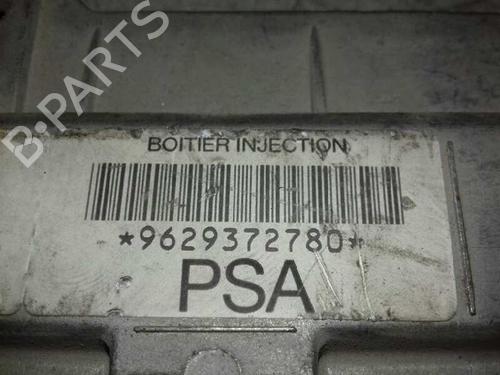 B-PARTS
BOITIER INJECTION
*9629372780*
PSA